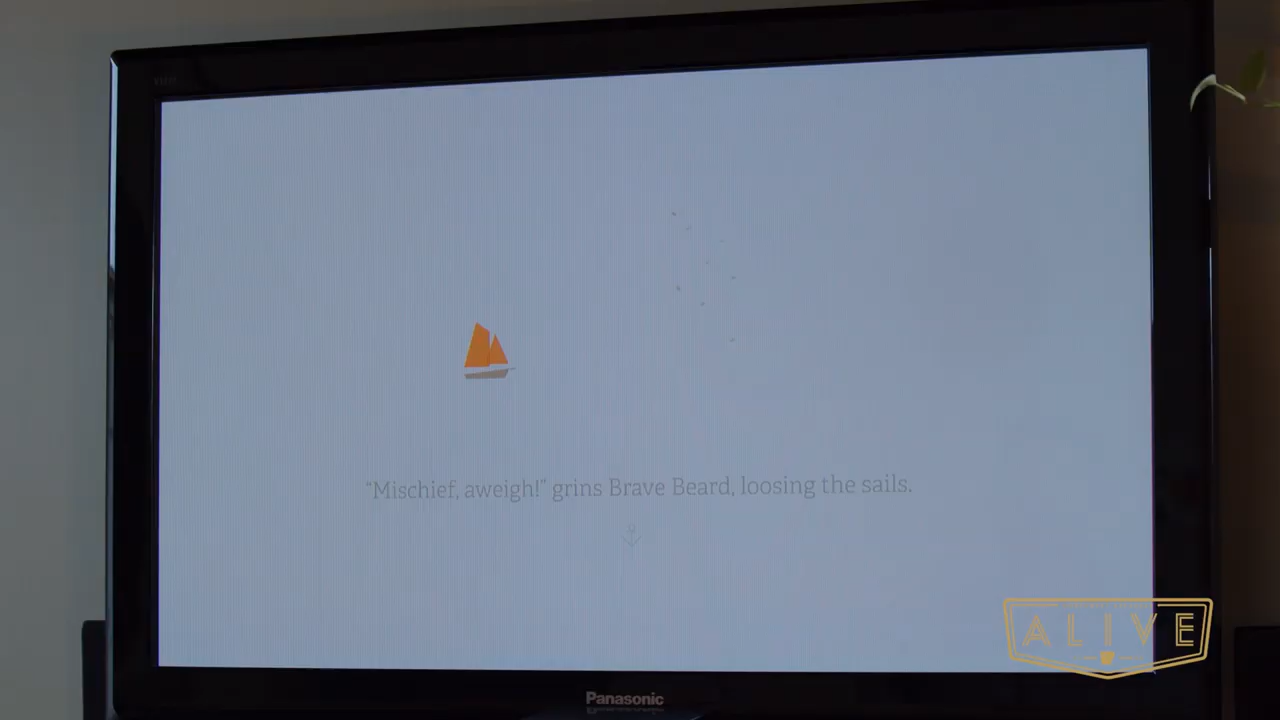 “Mischief, aweigh!” grins Brave Beard, loosing the sails.
ALIVE
Panasonic